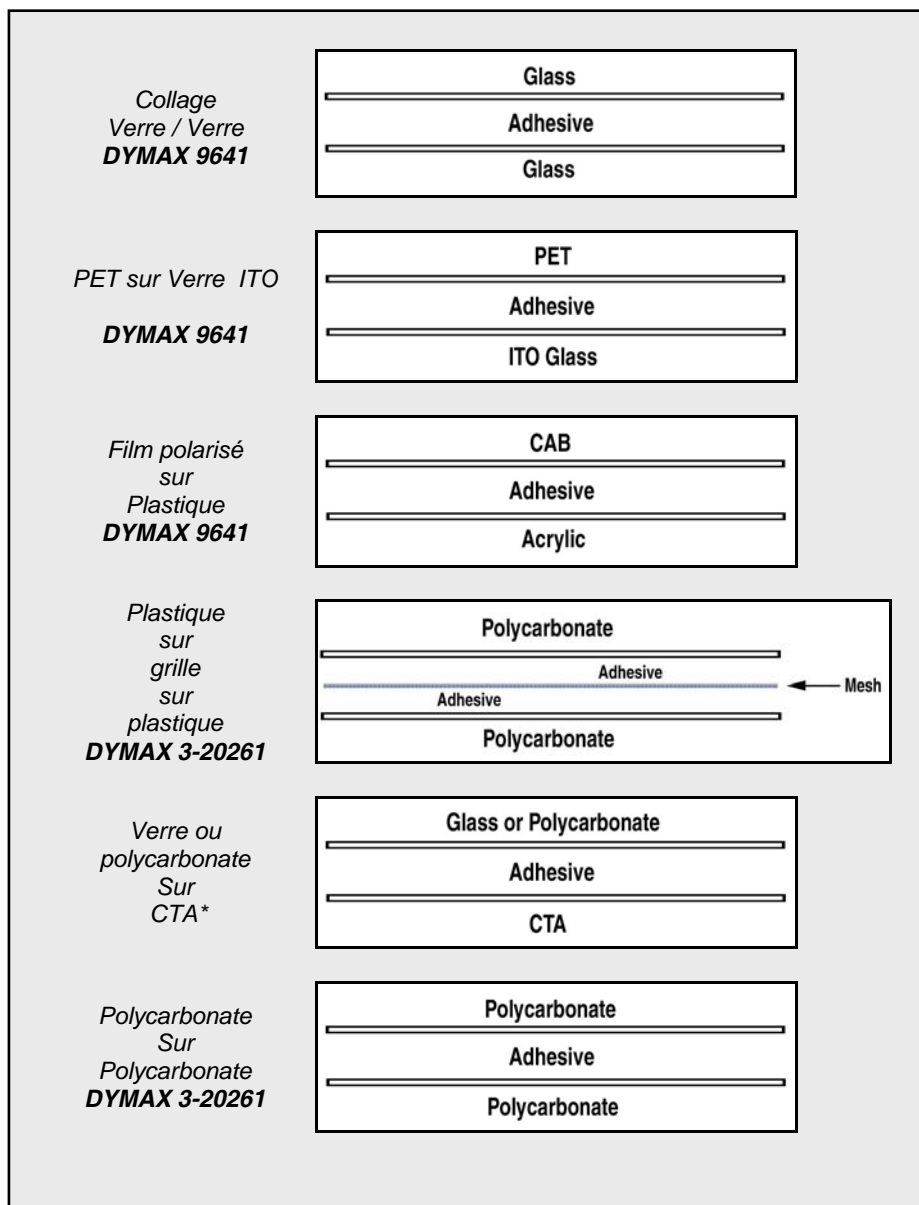 Collage
Verre / Verre
DYMAX 9641
Glass
Adhesive
Glass
PET sur Verre ITO
DYMAX 9641
PET
Adhesive
ITO Glass
Film polarisé
sur
Plastique
DYMAX 9641
CAB
Adhesive
Acrylic
Plastique
sur
grille
sur
plastique
DYMAX 3-20261
Polycarbonate
Adhesive
Mesh
Adhesive
Polycarbonate
Verre ou
polycarbonate
Sur
CTA*
Glass or Polycarbonate
Adhesive
CTA
Polycarbonate
Sur
Polycarbonate
DYMAX 3-20261
Polycarbonate
Adhesive
Polycarbonate